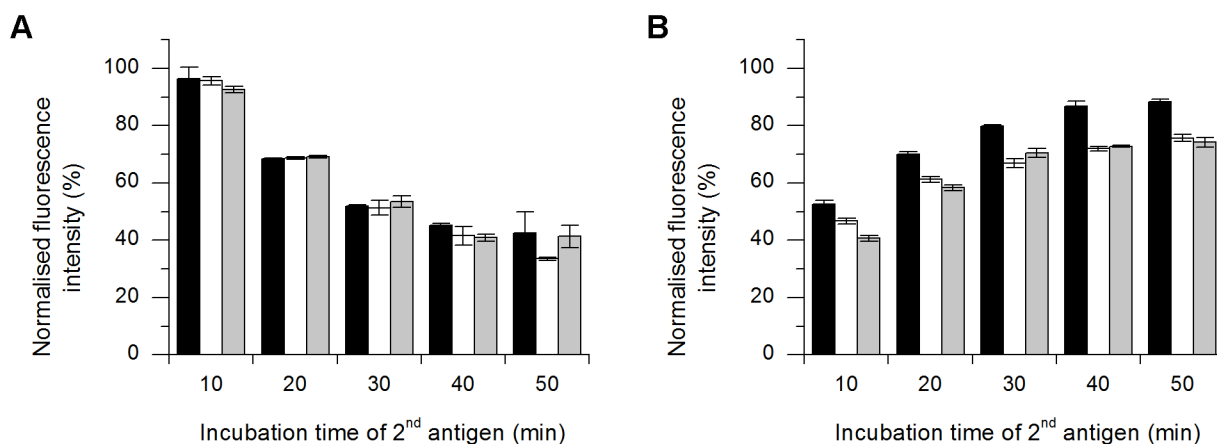 A
Normalised fluorescence
intensity (%)
100
80
60
40
20
0
10 20 30 40 50
Incubation time of 2nd antigen (min)
B
Normalised fluorescence
intensity (%)
100
80
60
40
20
0
10 20 30 40 50
Incubation time of 2nd antigen (min)